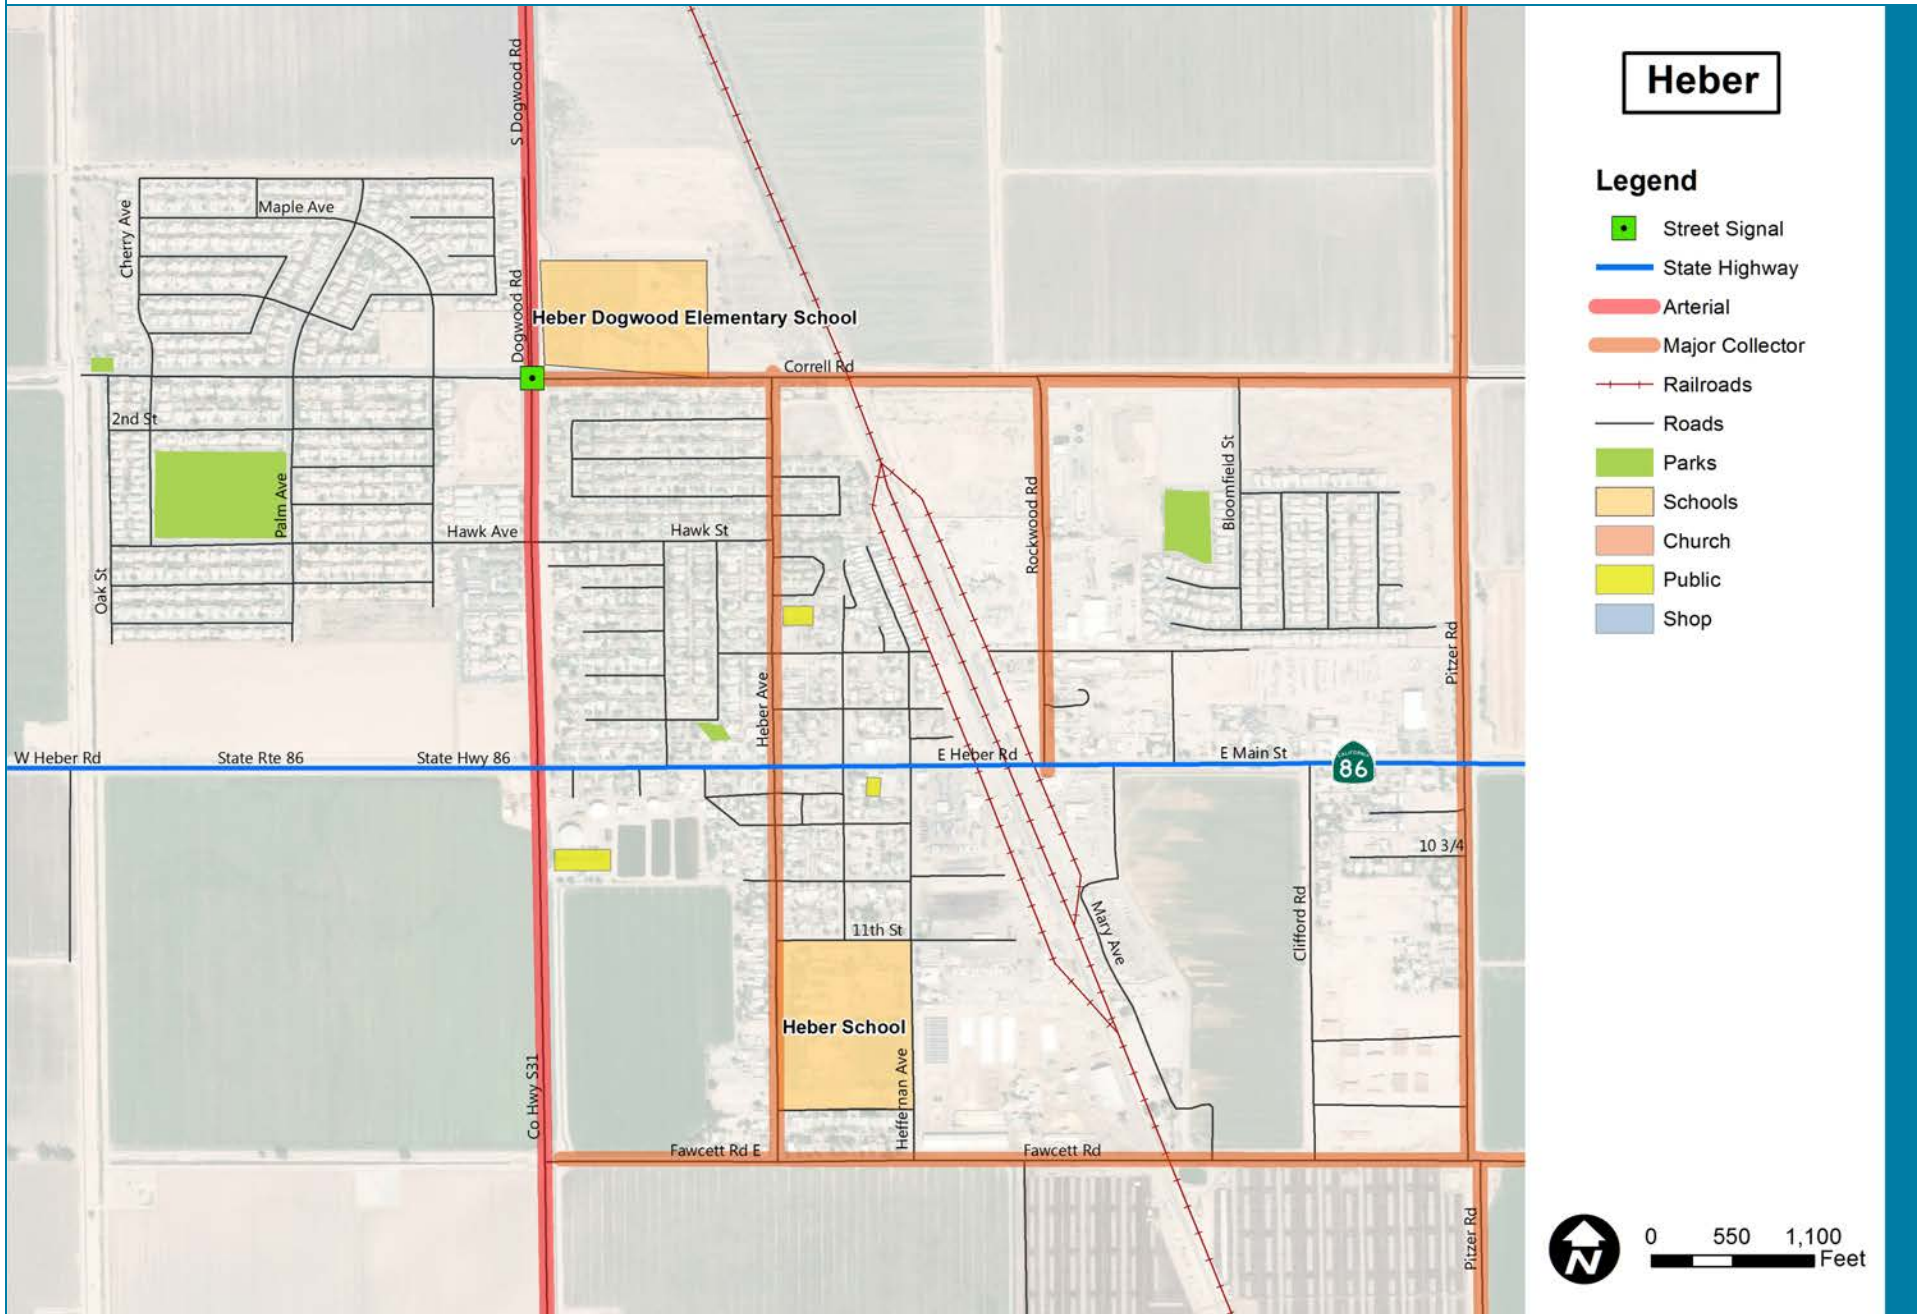 Heber
Legend
Street Signal
State Highway
Arterial
Major Collector
Railroads
Roads
Parks
Schools
Church
Public
Shop
S Dogwood Rd
Maple Ave
Cherry Ave
Dogwood Rd
Heber Dogwood Elementary School
Correll Rd
2nd St
Palm Ave
Hawk Ave
Hawk St
Rockwood Rd
Bloomfield St
Oak St
Pitzer Rd
Heber Ave
W Heber Rd
State Rte 86
State Hwy 86
E Heber Rd
E Main St
CALIFORNIA
86
10 3/4
Clifford Rd
Mary Ave
11th St
Heber School
Heffernan Ave
Co Hwy S31
Fawcett Rd E
Fawcett Rd
Pitzer Rd
N
0 550 1,100
Feet